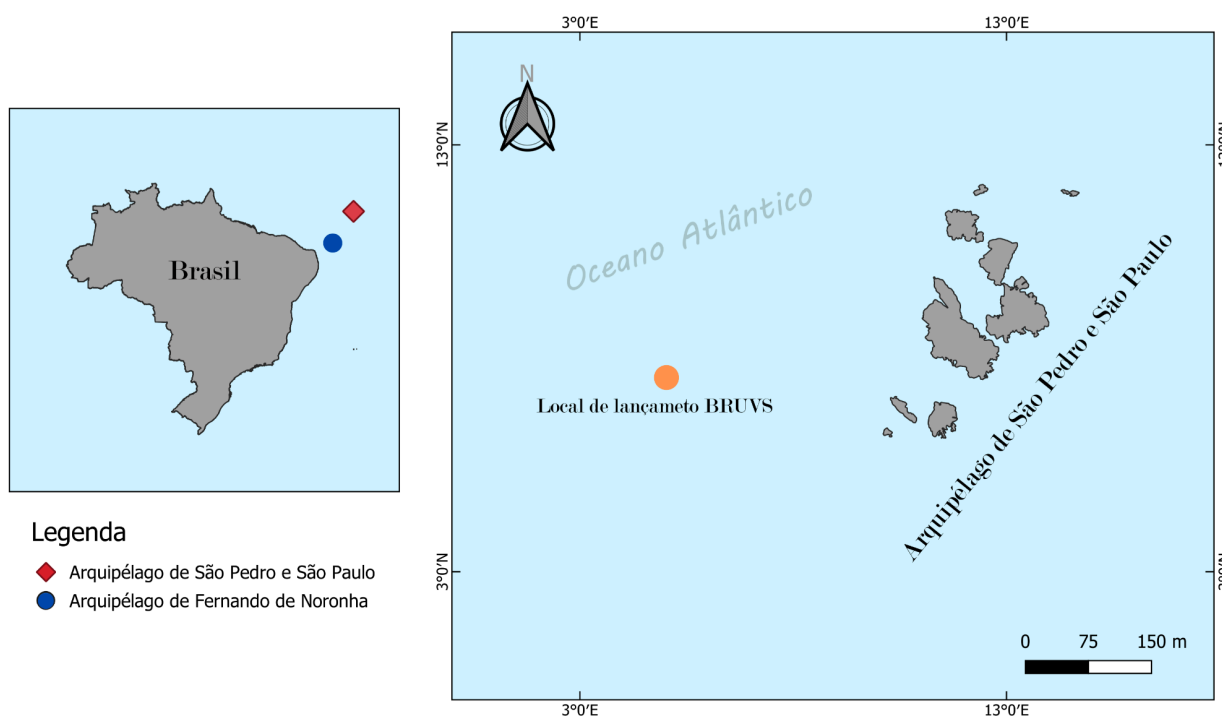 3°0′E
13°0′E
N
13°0′N
Oceano Atlântico
Brasil
Arquipélago de São Pedro e São Paulo
Local de lançameto BRUVS
Legenda
Arquipélago de São Pedro e São Paulo
Arquipélago de Fernando de Noronha
3°0′N
0 75 150 m
3°0′E
13°0′E